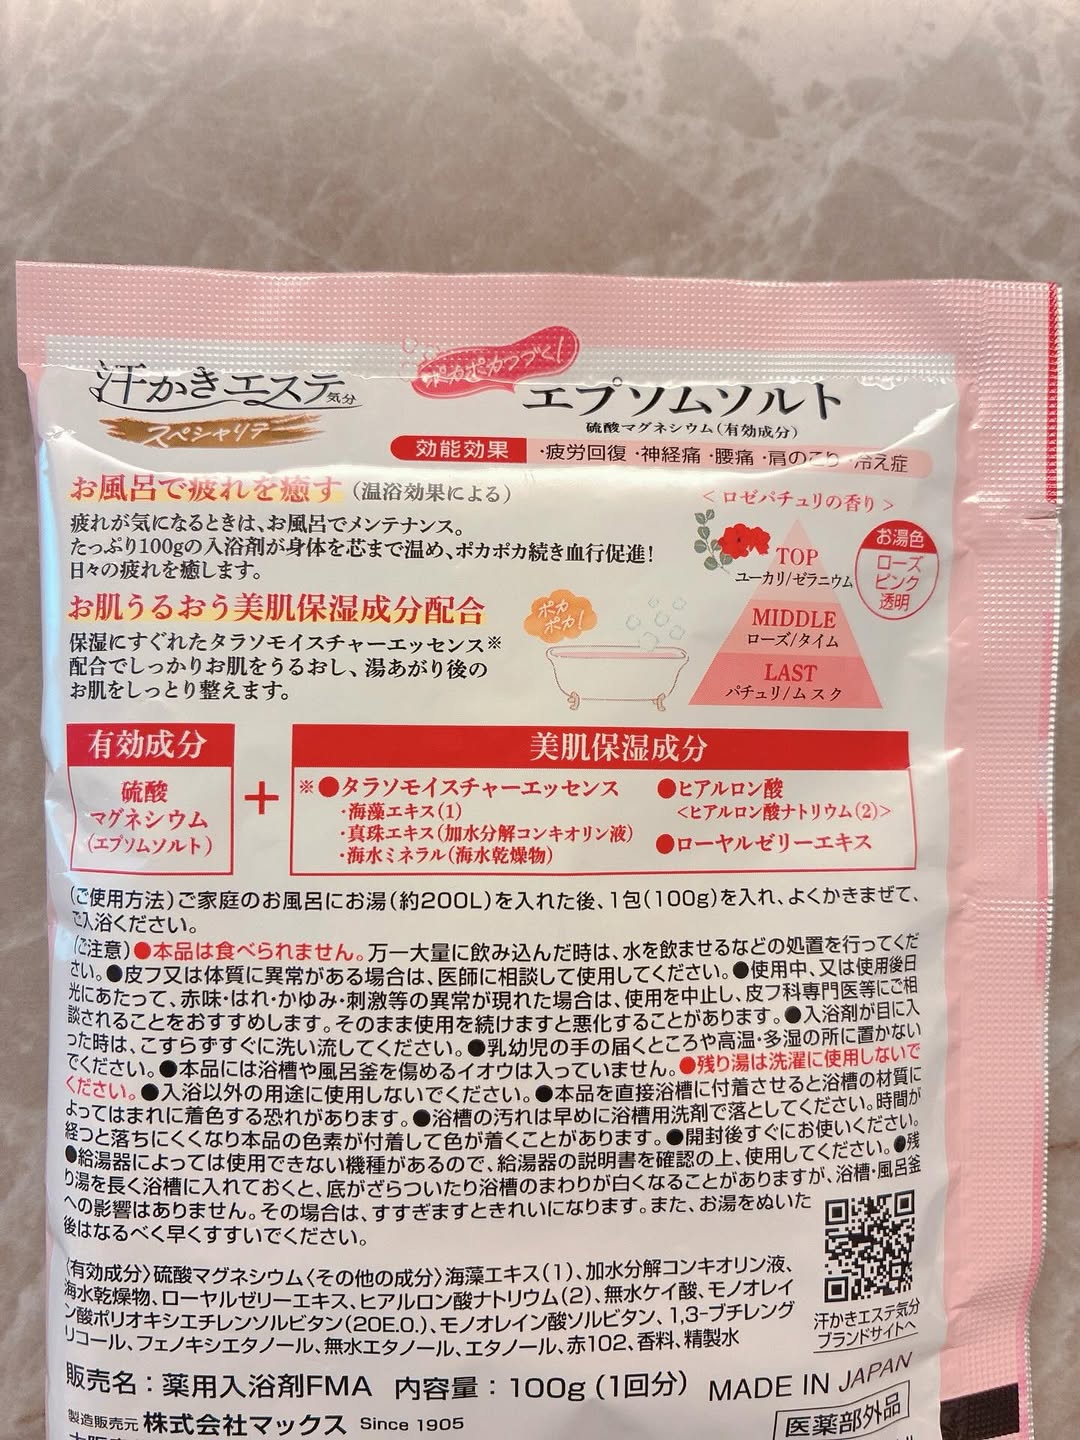 汗かきエステ気分
スペシャリテ
ポカポカつづく!
エプソムソルト
硫酸マグネシウム(有効成分)
効能効果 ・疲労回復・神経痛・腰痛・肩のこり・冷え症
お風呂で疲れを癒す(温浴効果による)
疲れが気になるときは、お風呂でメンテナンス。
たっぷり100gの入浴剤が身体を芯まで温め、ポカポカ続き血行促進!
日々の疲れを癒します。
お肌うるおう美肌保湿成分配合
保湿にすぐれたタラソモイスチャーエッセンス※
配合でしっかりお肌をうるおし、湯あがり後の
お肌をしっとり整えます。
ポカ
ポカ!
<ロゼパチュリの香り>
TOP
ユーカリ/ゼラニウム
MIDDLE
ローズ/タイム
LAST
パチュリ/ムスク
お湯色
ローズ
ピンク
透明
有効成分
硫酸
マグネシウム
(エプソムソルト)
+
美肌保湿成分
※●タラソモイスチャーエッセンス
・海藻エキス(1)
・真珠エキス(加水分解コンキオリン液)
・海水ミネラル(海水乾燥物)
●ヒアルロン酸
<ヒアルロン酸ナトリウム(2)>
●ローヤルゼリーエキス
(ご使用方法)ご家庭のお風呂にお湯(約200L)を入れた後、1包(100g)を入れ、よくかきまぜて、
ご入浴ください。
(ご注意)●本品は食べられません。万一大量に飲み込んだ時は、水を飲ませるなどの処置を行ってくだ
さい。●皮フ又は体質に異常がある場合は、医師に相談して使用してください。●使用中、又は使用後日
光にあたって、赤味・はれ・かゆみ・刺激等の異常が現れた場合は、使用を中止し、皮フ科専門医等にご相
談されることをおすすめします。そのまま使用を続けますと悪化することがあります。●入浴剤が目に入
った時は、こすらずすぐに洗い流してください。●乳幼児の手の届くところや高温・多湿の所に置かない
でください。●本品には浴槽や風呂釜を傷めるイオウは入っていません。●残り湯は洗濯に使用しないで
ください。●入浴以外の用途に使用しないでください。●本品を直接浴槽に付着させると浴槽の材質に
よってはまれに着色する恐れがあります。●浴槽の汚れは早めに浴槽用洗剤で落としてください。時間が
経つと落ちにくくなり本品の色素が付着して色が着くことがあります。●開封後すぐにお使いください。
●給湯器によっては使用できない機種があるので、給湯器の説明書を確認の上、使用してください。●残
り湯を長く浴槽に入れておくと、底がざらついたり浴槽のまわりが白くなることがありますが、浴槽・風呂釜
への影響はありません。その場合は、すすぎますときれいになります。また、お湯をぬいた
後はなるべく早くすすいでください。
〈有効成分〉硫酸マグネシウム〈その他の成分〉海藻エキス(1)、加水分解コンキオリン液、
海水乾燥物、ローヤルゼリーエキス、ヒアルロン酸ナトリウム(2)、無水ケイ酸、モノオレイ
ン酸ポリオキシエチレンソルビタン(20E.O.)、モノオレイン酸ソルビタン、1,3-ブチレング
リコール、フェノキシエタノール、無水エタノール、エタノール、赤102、香料、精製水
汗かきエステ気分
ブランドサイトへ
販売名:薬用入浴剤FMA 内容量:100g(1回分) MADE IN JAPAN
製造販売元 株式会社マックス Since 1905
医薬部外品